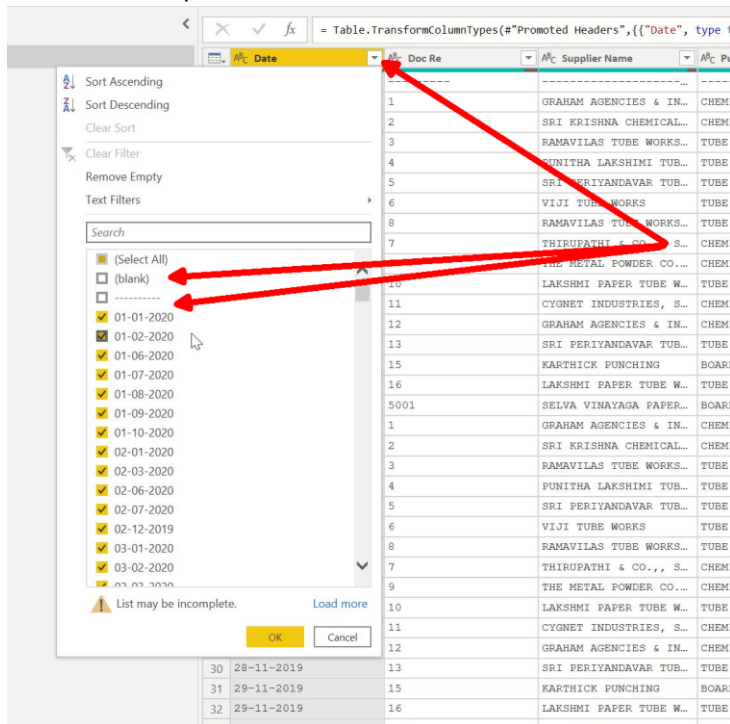 fx = Table.TransformColumnTypes(#"Promoted Headers",{{"Date", type t
ABC Date ABC Doc Re ABC Supplier Name ABC Pu
Sort Ascending
Sort Descending
Clear Sort
Clear Filter
Remove Empty
Text Filters
Search
(Select All)
(blank)
----------
01-01-2020
01-02-2020
01-06-2020
01-07-2020
01-08-2020
01-09-2020
01-10-2020
02-01-2020
02-03-2020
02-06-2020
02-07-2020
02-12-2019
03-01-2020
03-02-2020
List may be incomplete. Load more
OK Cancel
1 GRAHAM AGENCIES & IN… CHEMI
2 SRI KRISHNA CHEMICAL… CHEMI
3 RAMAVILAS TUBE WORKS… TUBE
4 PUNITHA LAKSHIMI TUB… TUBE
5 SRI PERIYANDAVAR TUB… TUBE
6 VIJI TUBE WORKS TUBE
8 RAMAVILAS TUBE WORKS… TUBE
7 THIRUPATHI & CO.,, S… CHEM
THE METAL POWDER CO.… CHEM
10 LAKSHMI PAPER TUBE W… TUBE
11 CYGNET INDUSTRIES, S… CHEM
12 GRAHAM AGENCIES & IN… CHEM
13 SRI PERIYANDAVAR TUB… TUBE
15 KARTHICK PUNCHING BOAR
16 LAKSHMI PAPER TUBE W… TUBE
5001 SELVA VINAYAGA PAPER… BOAR
1 GRAHAM AGENCIES & IN… CHEM
2 SRI KRISHNA CHEMICAL… CHEM
3 RAMAVILAS TUBE WORKS… TUBE
4 PUNITHA LAKSHIMI TUB… TUBE
5 SRI PERIYANDAVAR TUB… TUBE
6 VIJI TUBE WORKS TUBE
8 RAMAVILAS TUBE WORKS… TUBE
7 THIRUPATHI & CO.,, S… CHEM
9 THE METAL POWDER CO.… CHEM
10 LAKSHMI PAPER TUBE W… TUBE
11 CYGNET INDUSTRIES, S… CHEM
12 GRAHAM AGENCIES & IN… CHEM
30 28-11-2019 13 SRI PERIYANDAVAR TUB… TUBE
31 29-11-2019 15 KARTHICK PUNCHING BOAR
32 29-11-2019 16 LAKSHMI PAPER TUBE W… TUBE